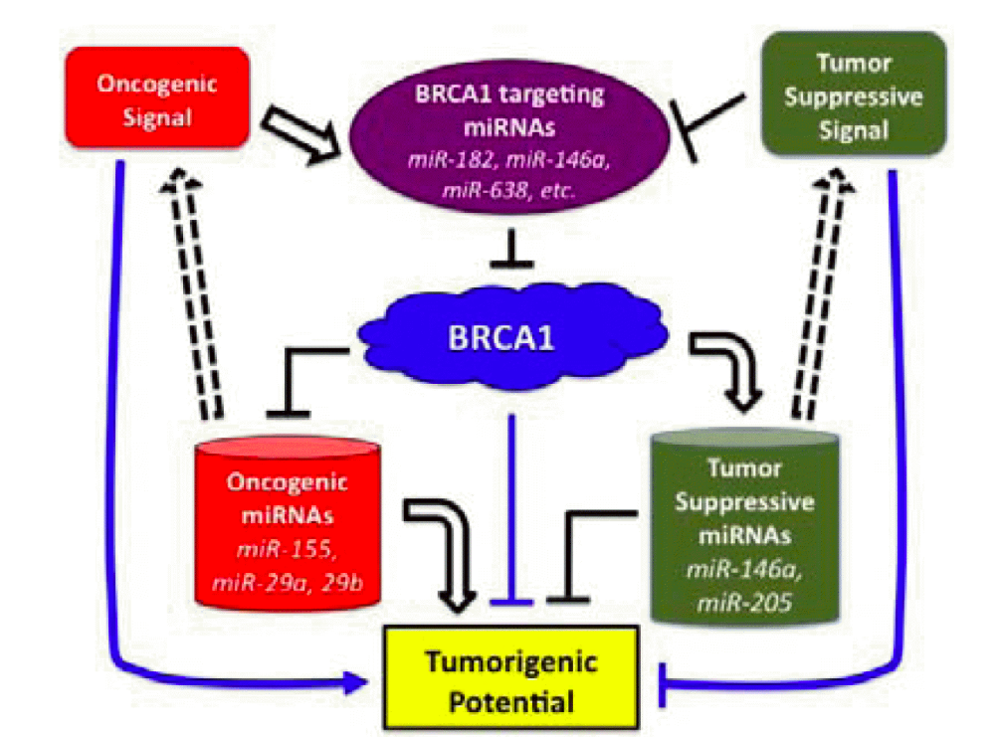 Oncogenic
Signal
BRCA1 targeting
miRNAs
miR-182, miR-146a,
miR-638, etc.
Tumor
Suppressive
Signal
BRCA1
Oncogenic
miRNAs
miR-155,
miR-29a, 29b
Tumor
Suppressive
miRNAs
miR-146a,
miR-205
Tumorigenic
Potential